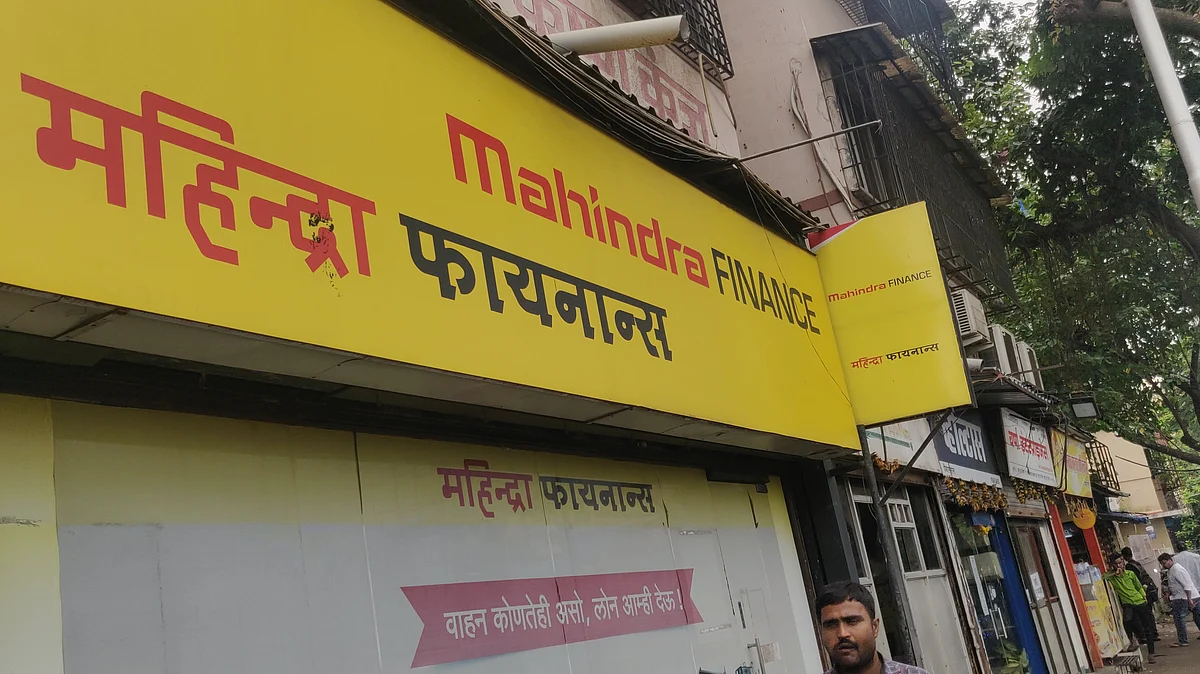 महिन्द्रा फायनान्स
mahindra FINANCE
mahindra FINANCE
महिन्द्रा फायनान्स
महिन्द्रा फायनान्स
वाहन कोणतेही असो, लोन आम्ही देऊ !